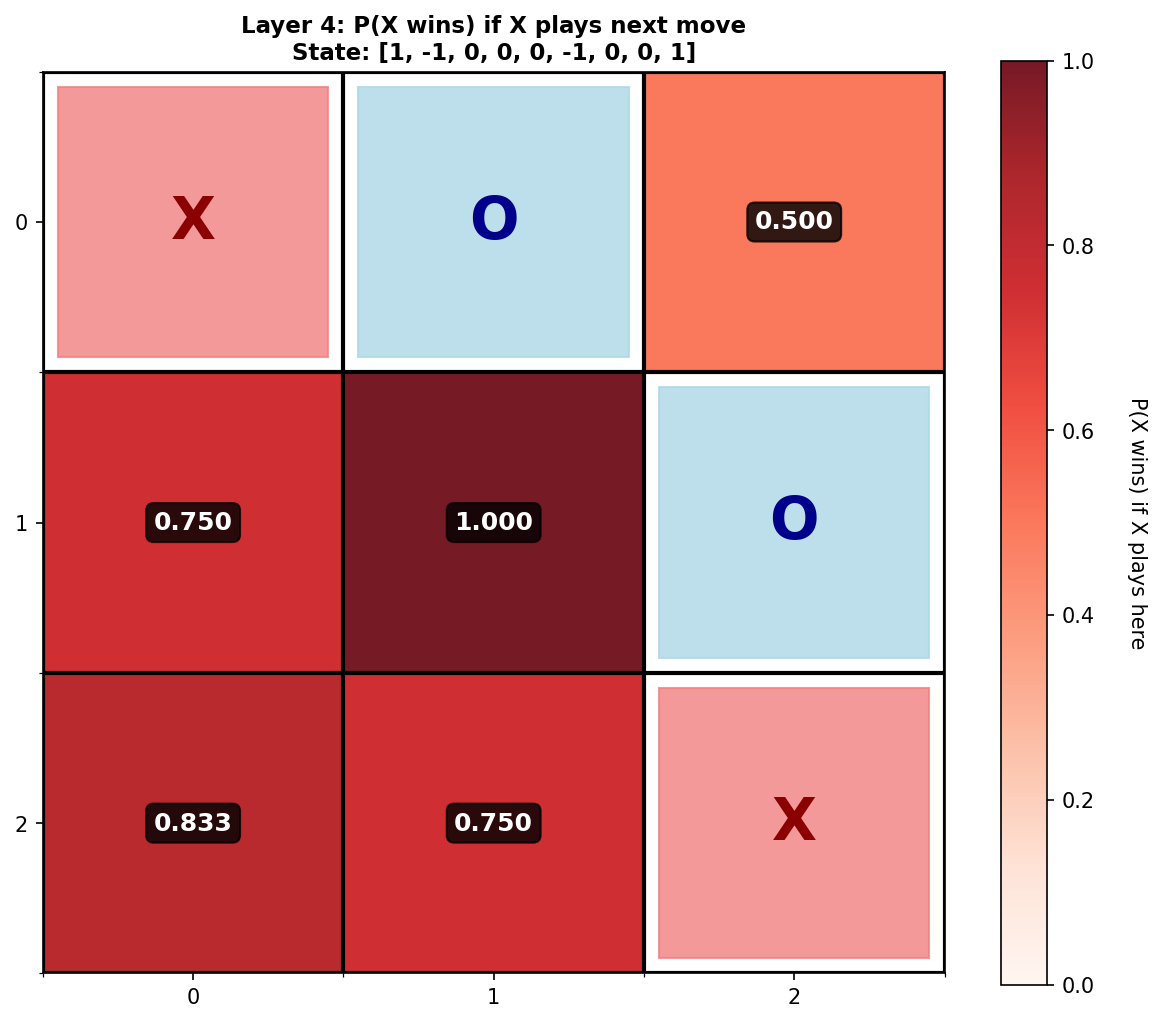 Layer 4: P(X wins) if X plays next move
State: [1, -1, 0, 0, 0, -1, 0, 0, 1]
X
O
0.500
0.750
1.000
O
0.833
0.750
X
0
1
2
0
1
2
1.0
0.8
0.6
0.4
0.2
0.0
P(X wins) if X plays here